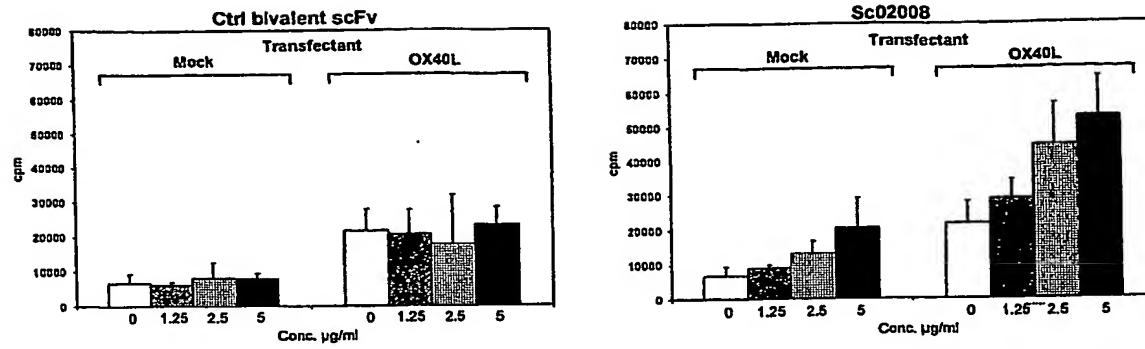 Ctrl bivalent scFv
80000
Transfectant
70000
Mock
OX40L
60000
50000
cpm
40000
30000
20000
10000
0
0 1.25 2.5 5 0 1.25 2.5 5
Conc. µg/ml
Sc02008
80000
Transfectant
70000
Mock
OX40L
60000
50000
cpm
40000
30000
20000
10000
0
0 1.25 2.5 5 0 1.25 2.5 5
Conc. µg/ml